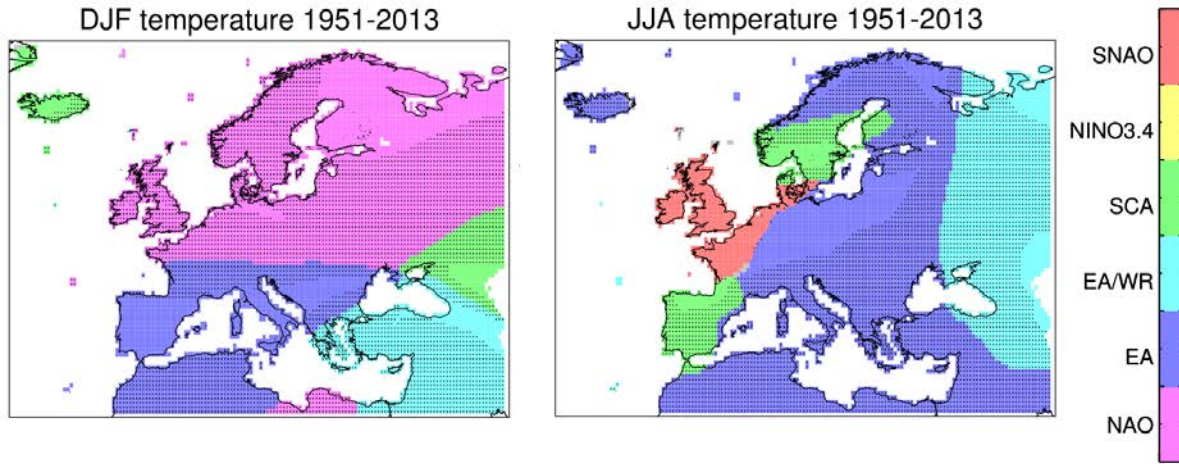 DJF temperature 1951-2013
JJA temperature 1951-2013
SNAO
NINO3.4
SCA
EA/WR
EA
NAO